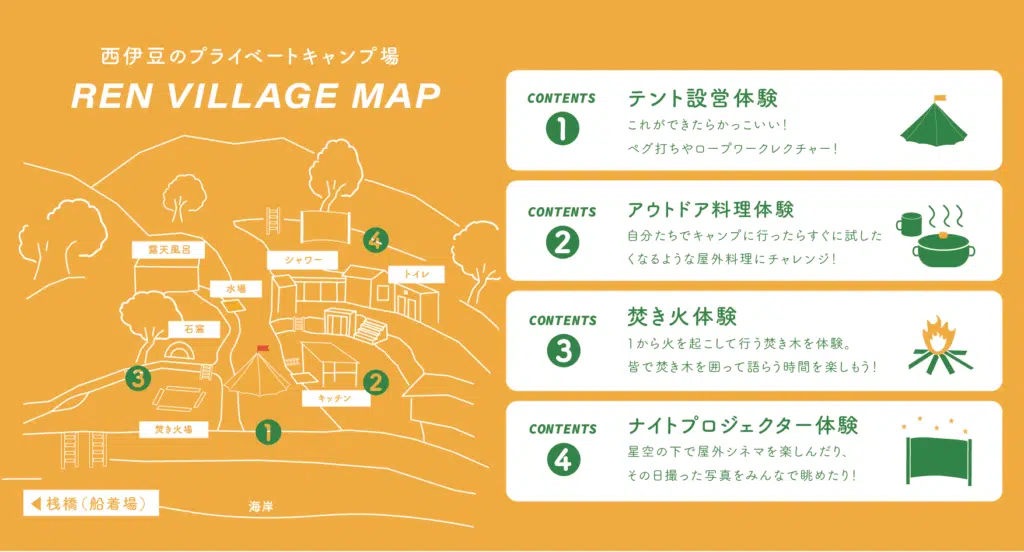 西伊豆のプライベートキャンプ場
REN VILLAGE MAP
露天風呂
水場
シャワー
4
トイレ
石窯
3
焚き火場
キッチン
2
1
桟橋(船着場)
海岸
CONTENTS
1
テント設営体験
これができたらかっこいい!
ペグ打ちやロープワークレクチャー!
CONTENTS
2
アウトドア料理体験
自分たちでキャンプに行ったらすぐに試した
くなるような屋外料理にチャレンジ!
CONTENTS
3
焚き火体験
1から火を起こして行う焚き木を体験。
皆で焚き木を囲って語らう時間を楽しもう!
CONTENTS
4
ナイトプロジェクター体験
星空の下で屋外シネマを楽しんだり、
その日撮った写真をみんなで眺めたり!